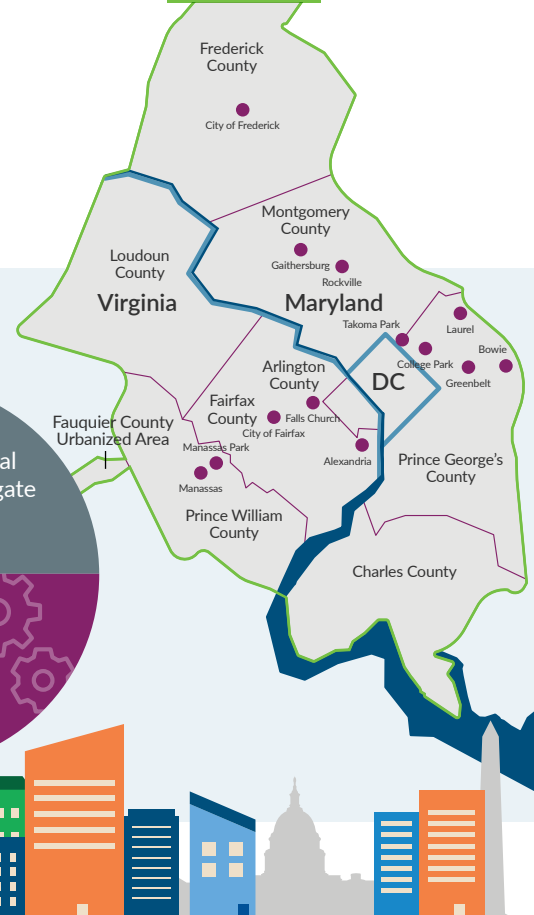 Frederick
County
City of Frederick
Montgomery
County
Gaithersburg
Rockville
Loudoun
County
Virginia
Maryland
Takoma Park
Laurel
Bowie
College Park
Greenbelt
DC
Arlington
County
Fairfax
County
Falls Church
City of Fairfax
Fauquier County
Urbanized Area
Manassas Park
Manassas
Alexandria
Prince George's
County
al
gate
Prince William
County
Charles County